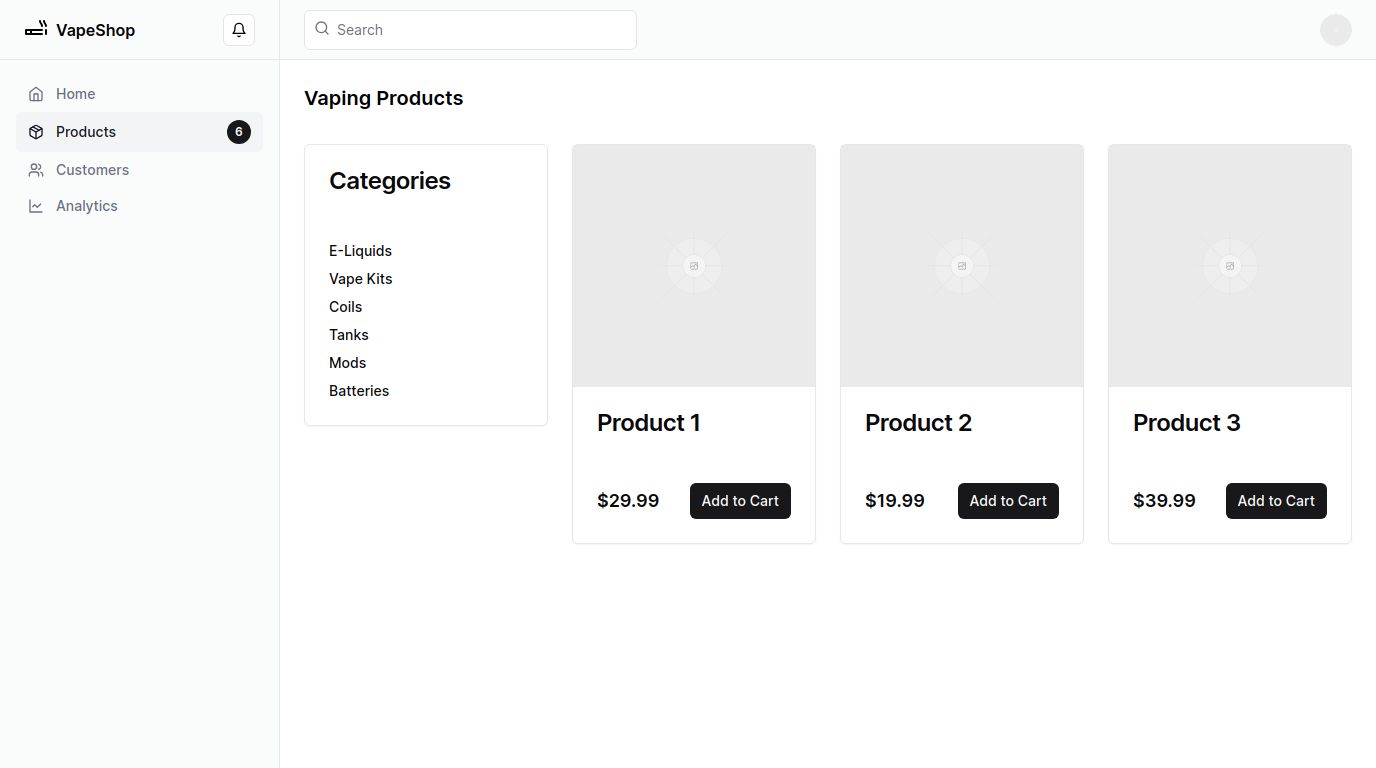 VapeShop
Search
Home
Products 6
Customers
Analytics
Vaping Products
Categories
E-Liquids
Vape Kits
Coils
Tanks
Mods
Batteries
Product 1
$29.99 Add to Cart
Product 2
$19.99 Add to Cart
Product 3
$39.99 Add to Cart